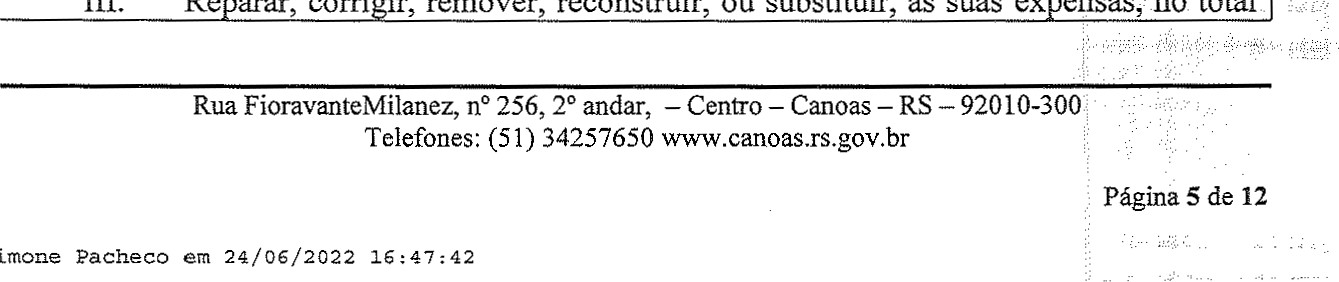 III. Reparar, corrigir, remover, reconstruir, ou substituir, às suas expensas, no total
Rua FioravanteMilanez, nº 256, 2º andar, – Centro – Canoas – RS – 92010-300
Telefones: (51) 34257650 www.canoas.rs.gov.br
Página 5 de 12
imone Pacheco em 24/06/2022 16:47:42